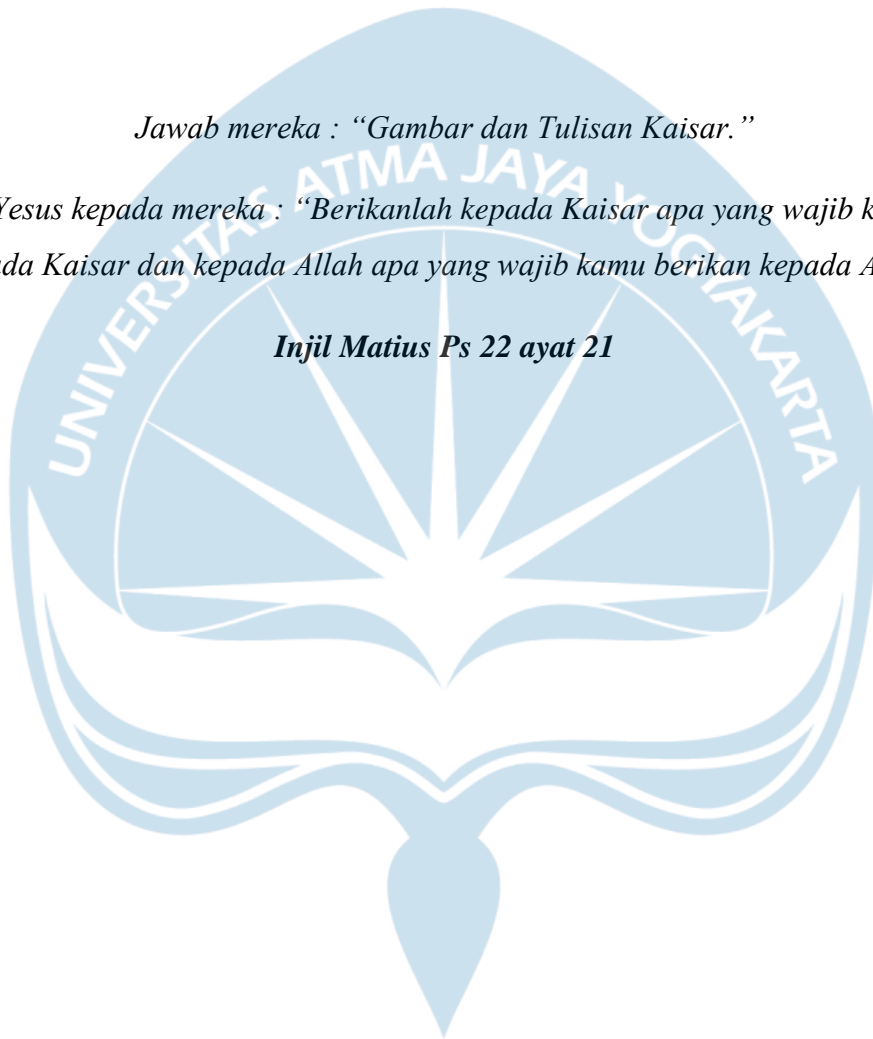 Jawab mereka : “Gambar dan Tulisan Kaisar.”
UNIVERSITAS ATMA JAYA YOGYAKARTA
Yesus kepada mereka : “Berikanlah kepada Kaisar apa yang wajib
Kaisar dan kepada Allah apa yang wajib kamu berikan kepada
Injil Matius Ps 22 ayat 21